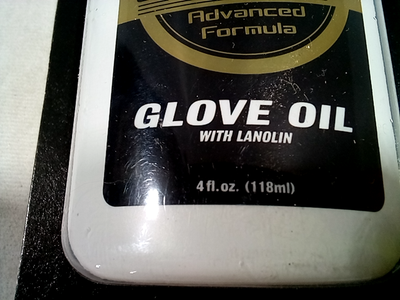 Advanced
Formula
GLOVE OIL
WITH LANOLIN
4 fl. oz. (118ml)